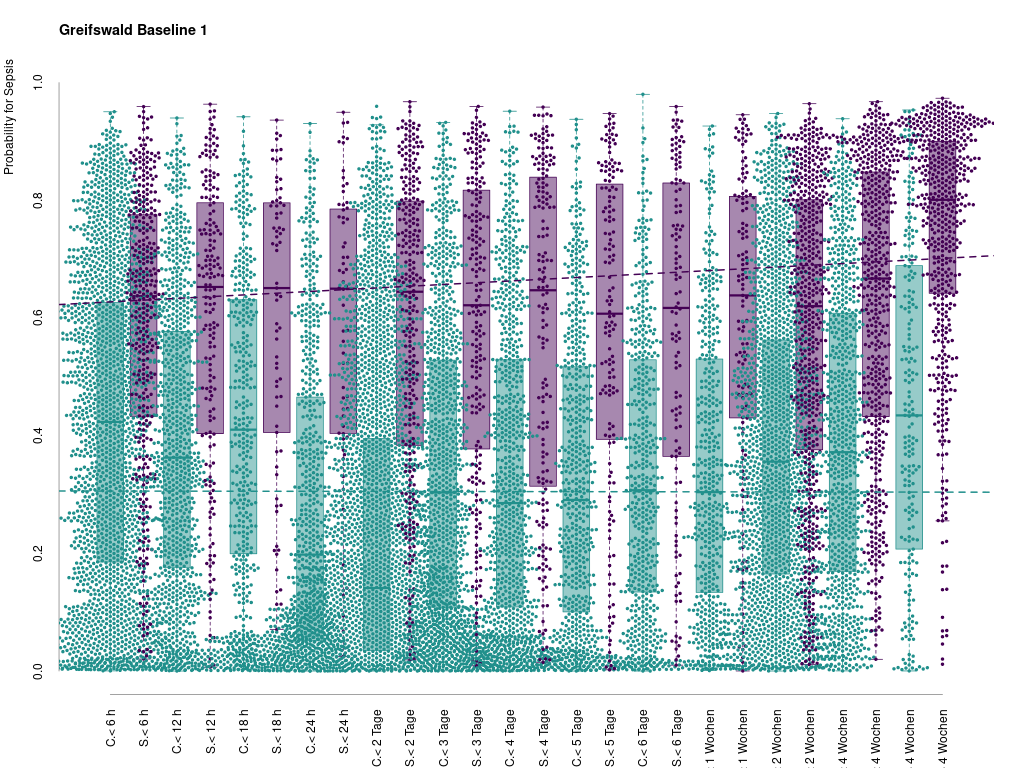 Greifswald Baseline 1
Probability for Sepsis
1.0
0.8
0.6
0.4
0.2
0.0
C.< 6 h
S.< 6 h
C.< 12 h
S.< 12 h
C.< 18 h
S.< 18 h
C.< 24 h
S.< 24 h
C.< 2 Tage
S.< 2 Tage
C.< 3 Tage
S.< 3 Tage
C.< 4 Tage
S.< 4 Tage
C.< 5 Tage
S.< 5 Tage
C.< 6 Tage
S.< 6 Tage
1 Wochen
1 Wochen
2 Wochen
2 Wochen
4 Wochen
4 Wochen
4 Wochen
4 Wochen